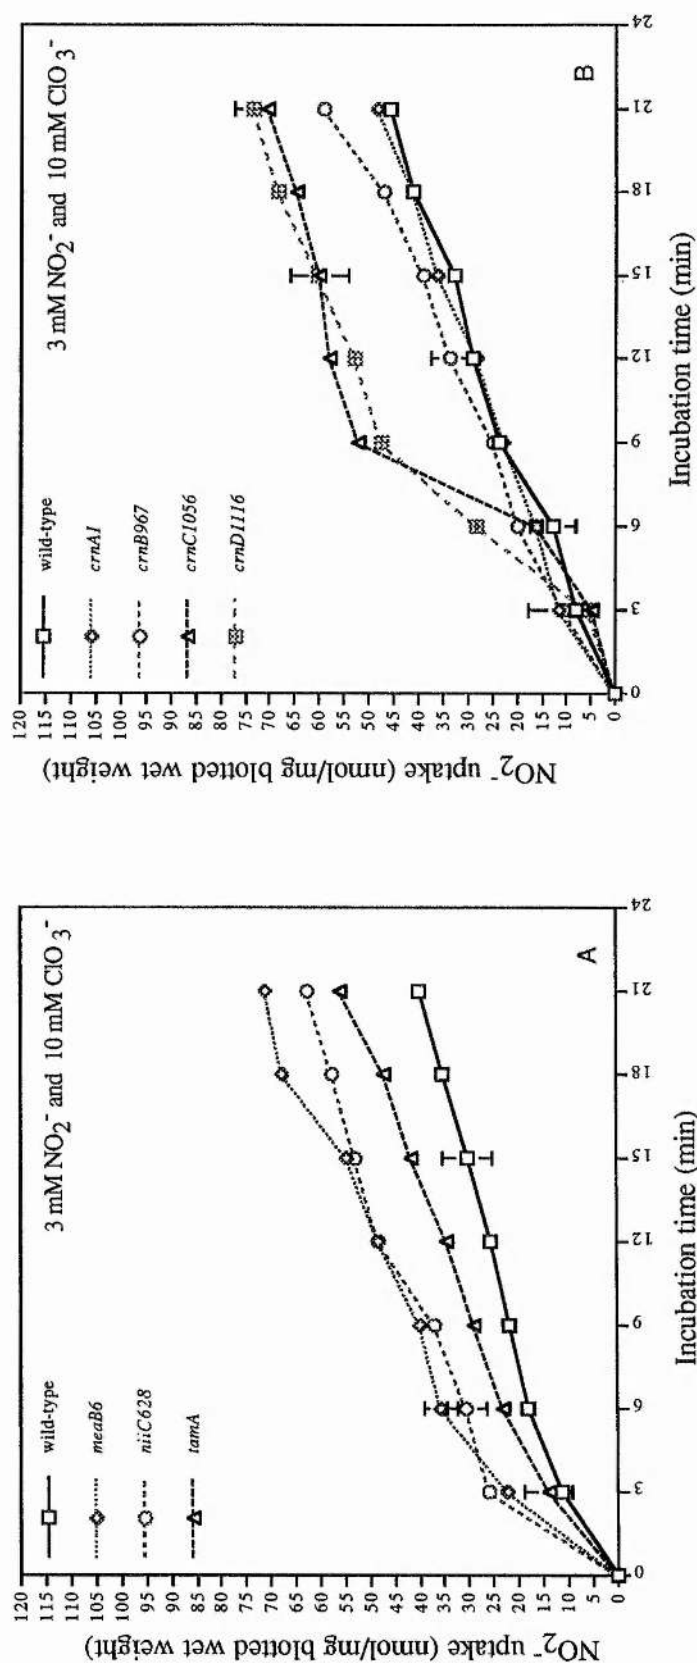 3 mM NO2- and 10 mM ClO3-
wild-type
meaB6
niiC628
tamA
A
120
115
110
105
100
95
90
85
80
75
70
65
60
55
50
45
40
35
30
25
20
15
10
5
0
NO2- uptake (nmol/mg blotted wet weight)
0 3 6 9 12 15 18 21 24
Incubation time (min)
3 mM NO2- and 10 mM ClO3-
wild-type
crnA1
crnB967
crnC1056
crnD1116
B
120
115
110
105
100
95
90
85
80
75
70
65
60
55
50
45
40
35
30
25
20
15
10
5
0
NO2- uptake (nmol/mg blotted wet weight)
0 3 6 9 12 15 18 21 24
Incubation time (min)